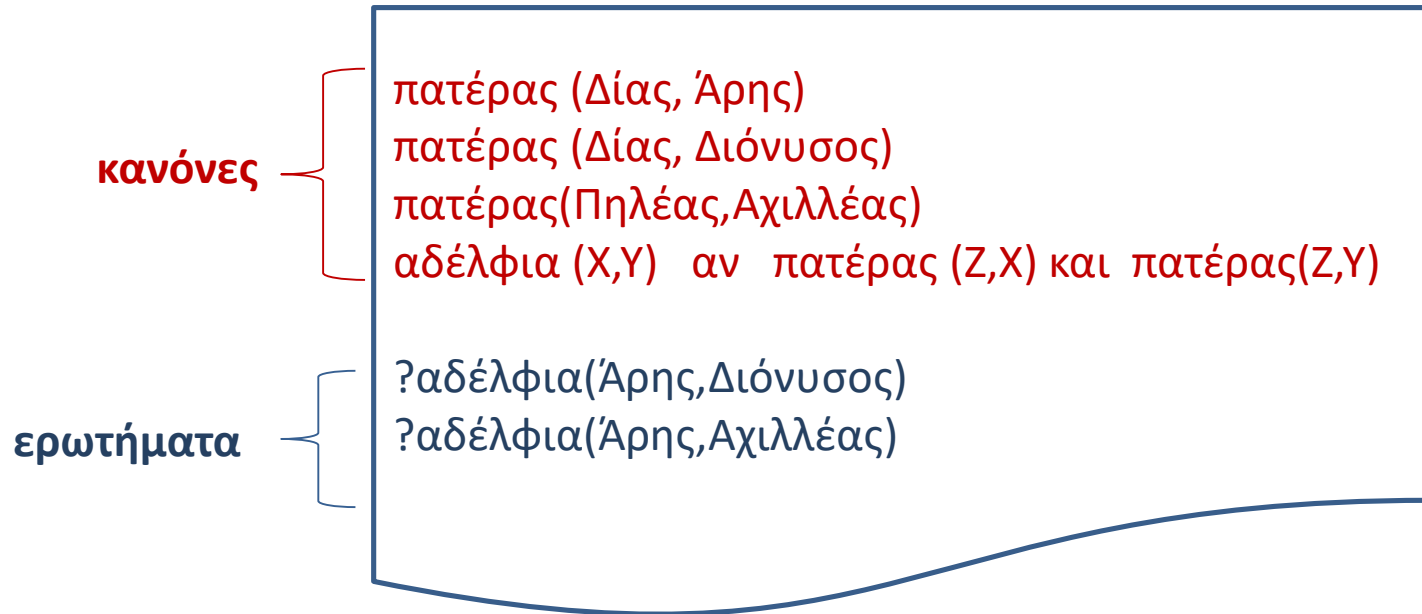 κανόνες
πατέρας (Δίας, Άρης)
πατέρας (Δίας, Διόνυσος)
πατέρας(Πηλέας,Αχιλλέας)
αδέλφια (Χ,Υ) αν πατέρας (Ζ,Χ) και πατέρας(Ζ,Υ)
ερωτήματα
?αδέλφια(Άρης,Διόνυσος)
?αδέλφια(Άρης,Αχιλλέας)